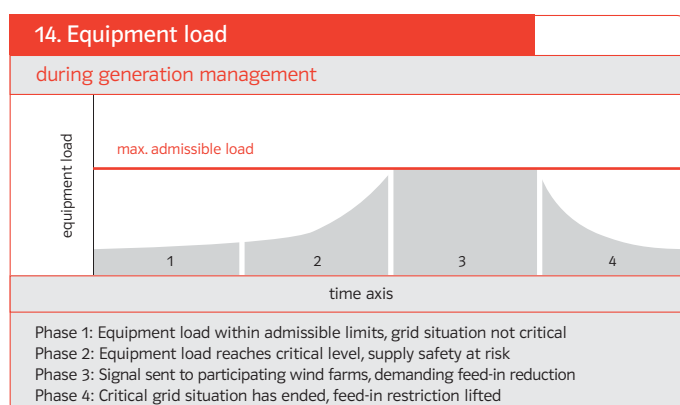 14. Equipment load
during generation management
equipment load
max. admissible load
1 2 3 4
time axis
Phase 1: Equipment load within admissible limits, grid situation not critical
Phase 2: Equipment load reaches critical level, supply safety at risk
Phase 3: Signal sent to participating wind farms, demanding feed-in reduction
Phase 4: Critical grid situation has ended, feed-in restriction lifted